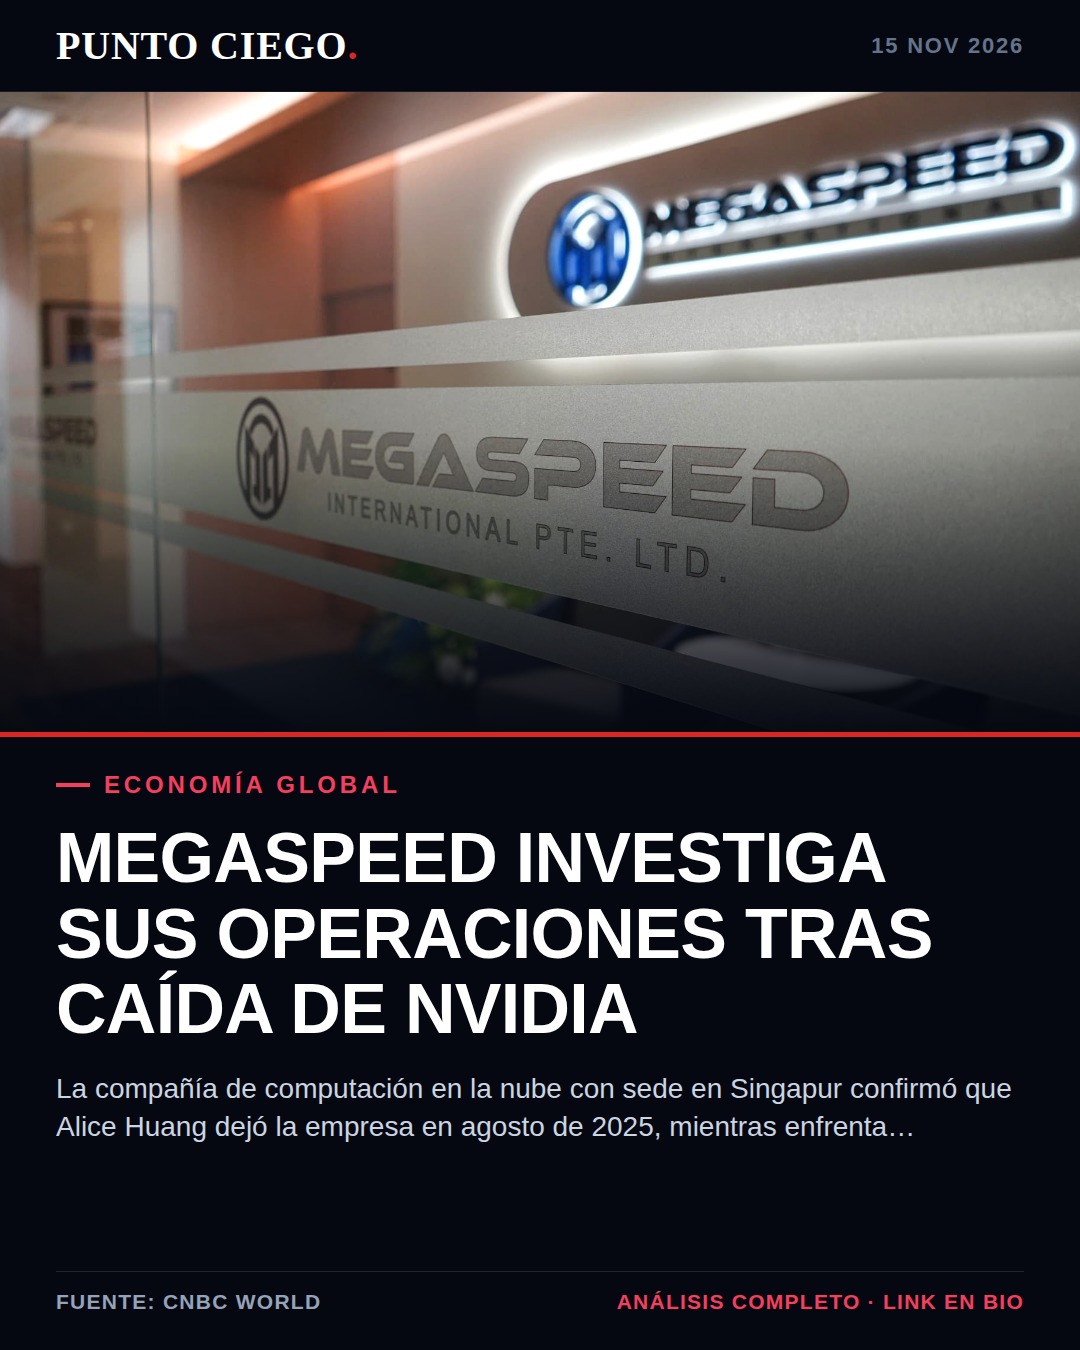 PUNTO CIEGO.
15 NOV 2026
MEGASPEED
MEGASPEED
INTERNATIONAL PTE. LTD.
ECONOMÍA GLOBAL
MEGASPEED INVESTIGA
SUS OPERACIONES TRAS
CAÍDA DE NVIDIA
La compañía de computación en la nube con sede en Singapur confirmó que
Alice Huang dejó la empresa en agosto de 2025, mientras enfrenta…
FUENTE: CNBC WORLD
ANÁLISIS COMPLETO · LINK EN BIO